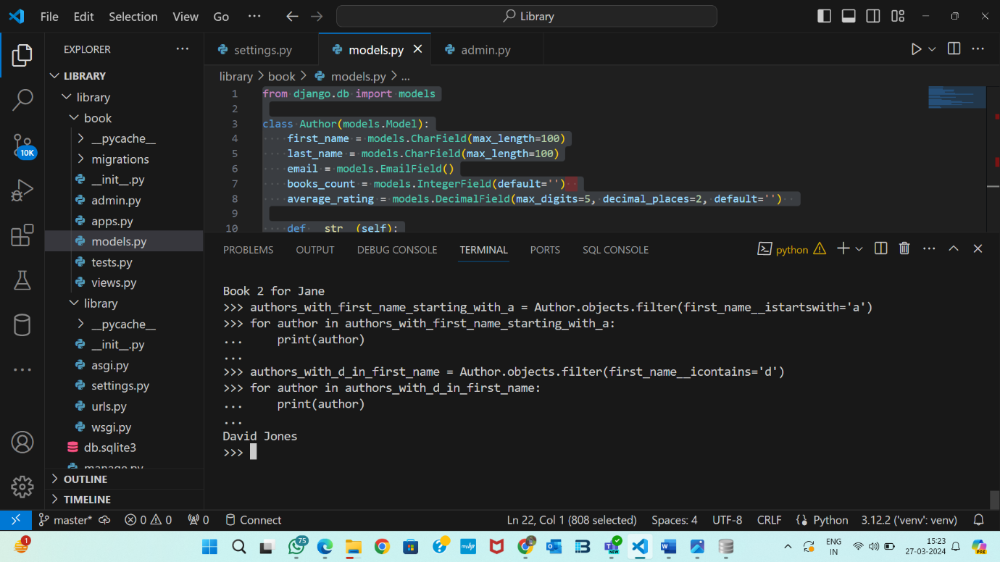 File Edit Selection View Go ··· Library
EXPLORER ···
settings.py models.py admin.py
LIBRARY
library > book > models.py > ...
library
book
__pycache__
migrations
__init__.py
admin.py
apps.py
models.py
tests.py
views.py
library
__pycache__
__init__.py
asgi.py
settings.py
urls.py
wsgi.py
db.sqlite3
manage.py
OUTLINE
TIMELINE
10K
1 from django.db import models
2
3 class Author(models.Model):
4 first_name = models.CharField(max_length=100)
5 last_name = models.CharField(max_length=100)
6 email = models.EmailField()
7 books_count = models.IntegerField(default='')
8 average_rating = models.DecimalField(max_digits=5, decimal_places=2, default='')
9
10 def __str__(self):
PROBLEMS OUTPUT DEBUG CONSOLE TERMINAL PORTS SQL CONSOLE python
Book 2 for Jane
>>> authors_with_first_name_starting_with_a = Author.objects.filter(first_name__istartswith='a')
>>> for author in authors_with_first_name_starting_with_a:
... print(author)
...
>>> authors_with_d_in_first_name = Author.objects.filter(first_name__icontains='d')
>>> for author in authors_with_d_in_first_name:
... print(author)
...
David Jones
>>>
master* 0 0 0 Connect Ln 22, Col 1 (808 selected) Spaces: 4 UTF-8 CRLF Python 3.12.2 ('venv': venv)
1 75 NEW ENG IN 15:23 27-03-2024 PRE